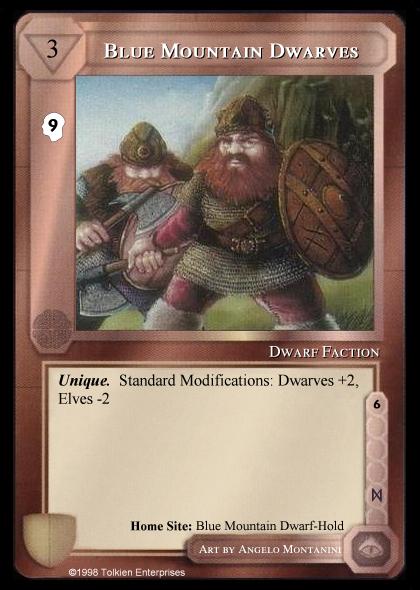 3
BLUE MOUNTAIN DWARVES
9
DWARF FACTION
Unique. Standard Modifications: Dwarves +2,
Elves -2
6
ᛞ
Home Site: Blue Mountain Dwarf-Hold
ART BY ANGELO MONTANINI
©1998 Tolkien Enterprises